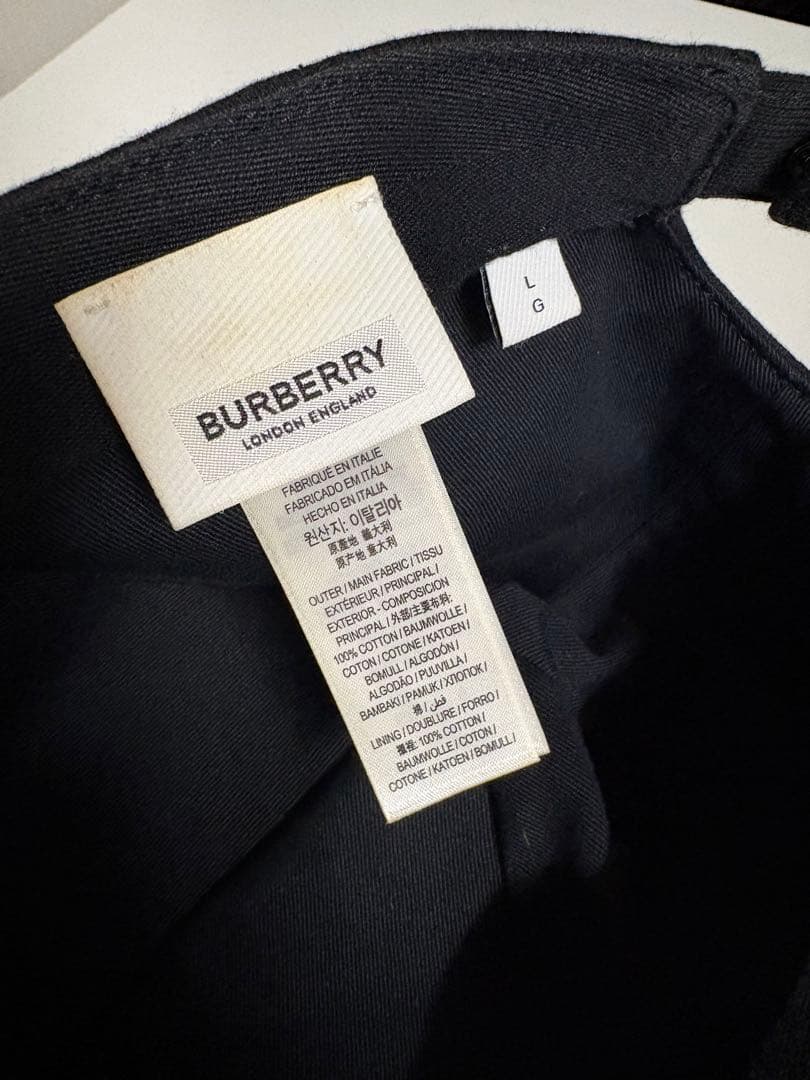 BURBERRY
LONDON ENGLAND
L
G
FABRIQUÉ EN ITALIE
FABRICADO EM ITÁLIA
HECHO EN ITALIA
원산지: 이탈리아
原產地 義大利
原产地 意大利
OUTER / MAIN FABRIC / TISSU
EXTÉRIEUR / PRINCIPAL /
EXTERIOR - COMPOSICION
PRINCIPAL / 外部/主要布料:
100% COTTON / BAUMWOLLE /
COTON / COTONE / KATOEN /
BOMULL / ALGODÓN /
ALGODÃO / PUUVILLA /
ΒΑΜΒΑΚΙ / PAMUK / ХЛОПОК /
棉 / قطن /
LINING / DOUBLURE / FORRO /
裡: 100% COTTON /
BAUMWOLLE / COTON /
COTONE / KATOEN / BOMULL /